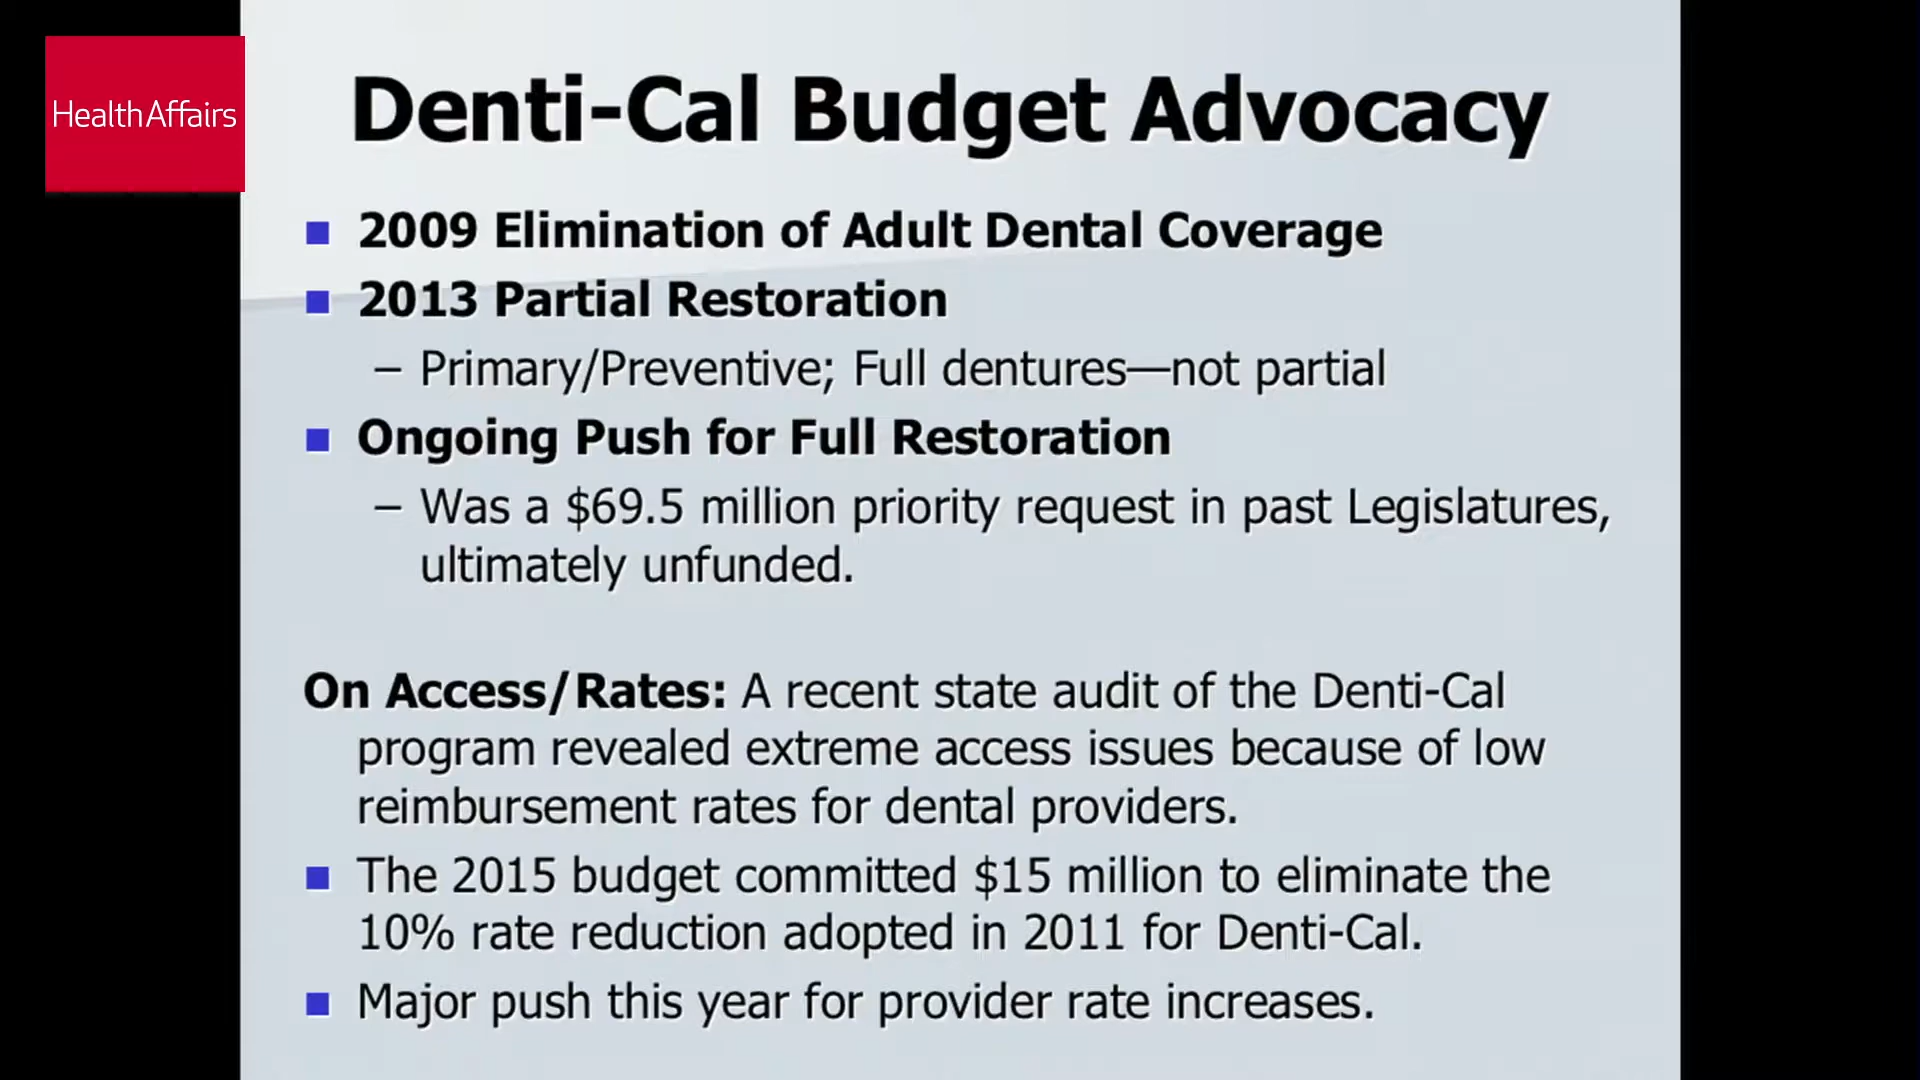 HealthAffairs
Denti-Cal Budget Advocacy
2009 Elimination of Adult Dental Coverage
2013 Partial Restoration
– Primary/Preventive; Full dentures—not partial
Ongoing Push for Full Restoration
– Was a $69.5 million priority request in past Legislatures,
ultimately unfunded.
On Access/Rates: A recent state audit of the Denti-Cal
program revealed extreme access issues because of low
reimbursement rates for dental providers.
The 2015 budget committed $15 million to eliminate the
10% rate reduction adopted in 2011 for Denti-Cal.
Major push this year for provider rate increases.